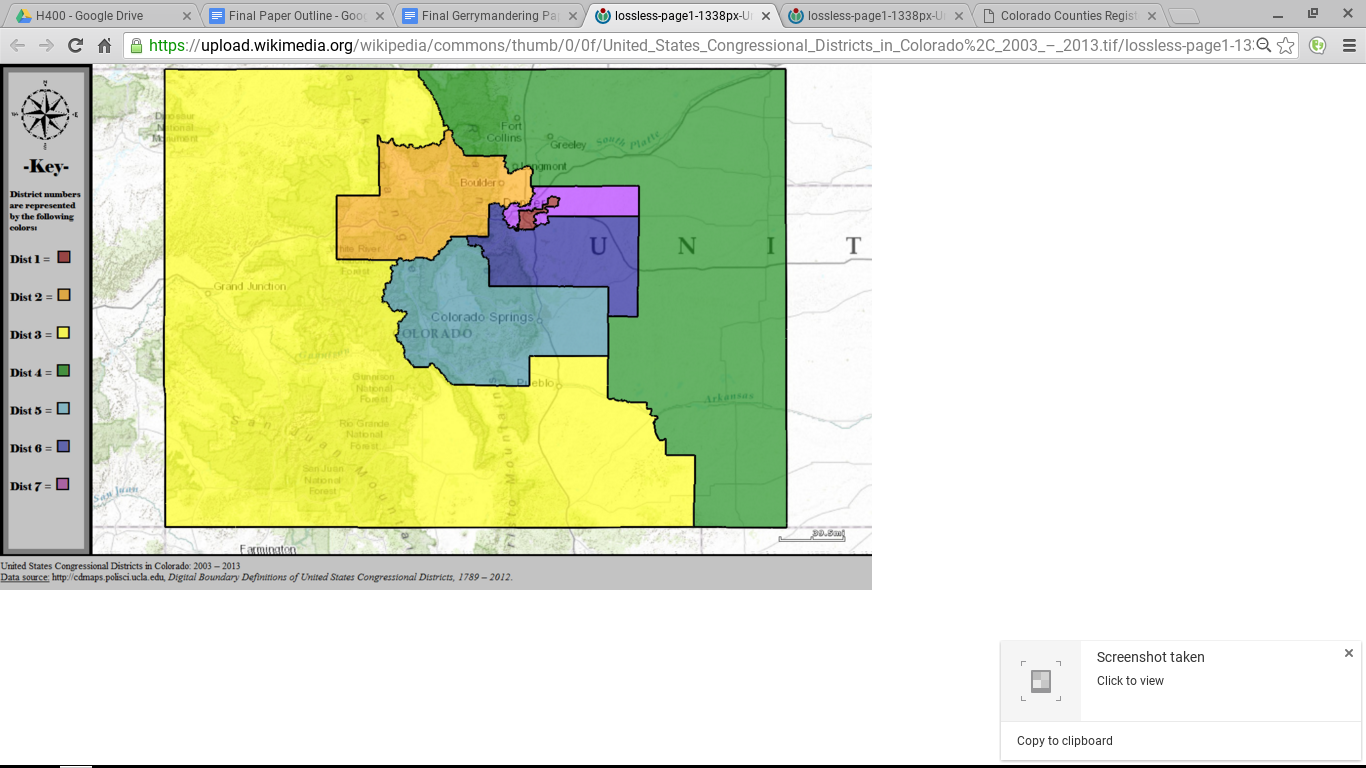 H400 - Google Drive
Final Paper Outline - Goog
Final Gerrymandering Pa
lossless-page1-1338px-U
lossless-page1-1338px-U
Colorado Counties Regist
https://upload.wikimedia.org/wikipedia/commons/thumb/0/0f/United_States_Congressional_Districts_in_Colorado%2C_2003_–_2013.tif/lossless-page1-13
N
E
S
-Key-
District numbers
are represented
by the following
colors:
Dist 1 =
Dist 2 =
Dist 3 =
Dist 4 =
Dist 5 =
Dist 6 =
Dist 7 =
Dinosaur
National
Monument
Fort
Collins
Greeley
South Platte
Longmont
Boulder
White River
Forest
Grand Junction
U N I T
Colorado Springs
COLORADO
Gunnison
National
Forest
Pueblo
Arkansas
Rio Grande
National
Forest
San Juan
National
Forest
San Juan
San Juan Mountai
Farmington
39.5mi
United States Congressional Districts in Colorado: 2003 – 2013
Data source: http://cdmaps.polisci.ucla.edu, Digital Boundary Definitions of United States Congressional Districts, 1789 – 2012.
Screenshot taken
Click to view
Copy to clipboard